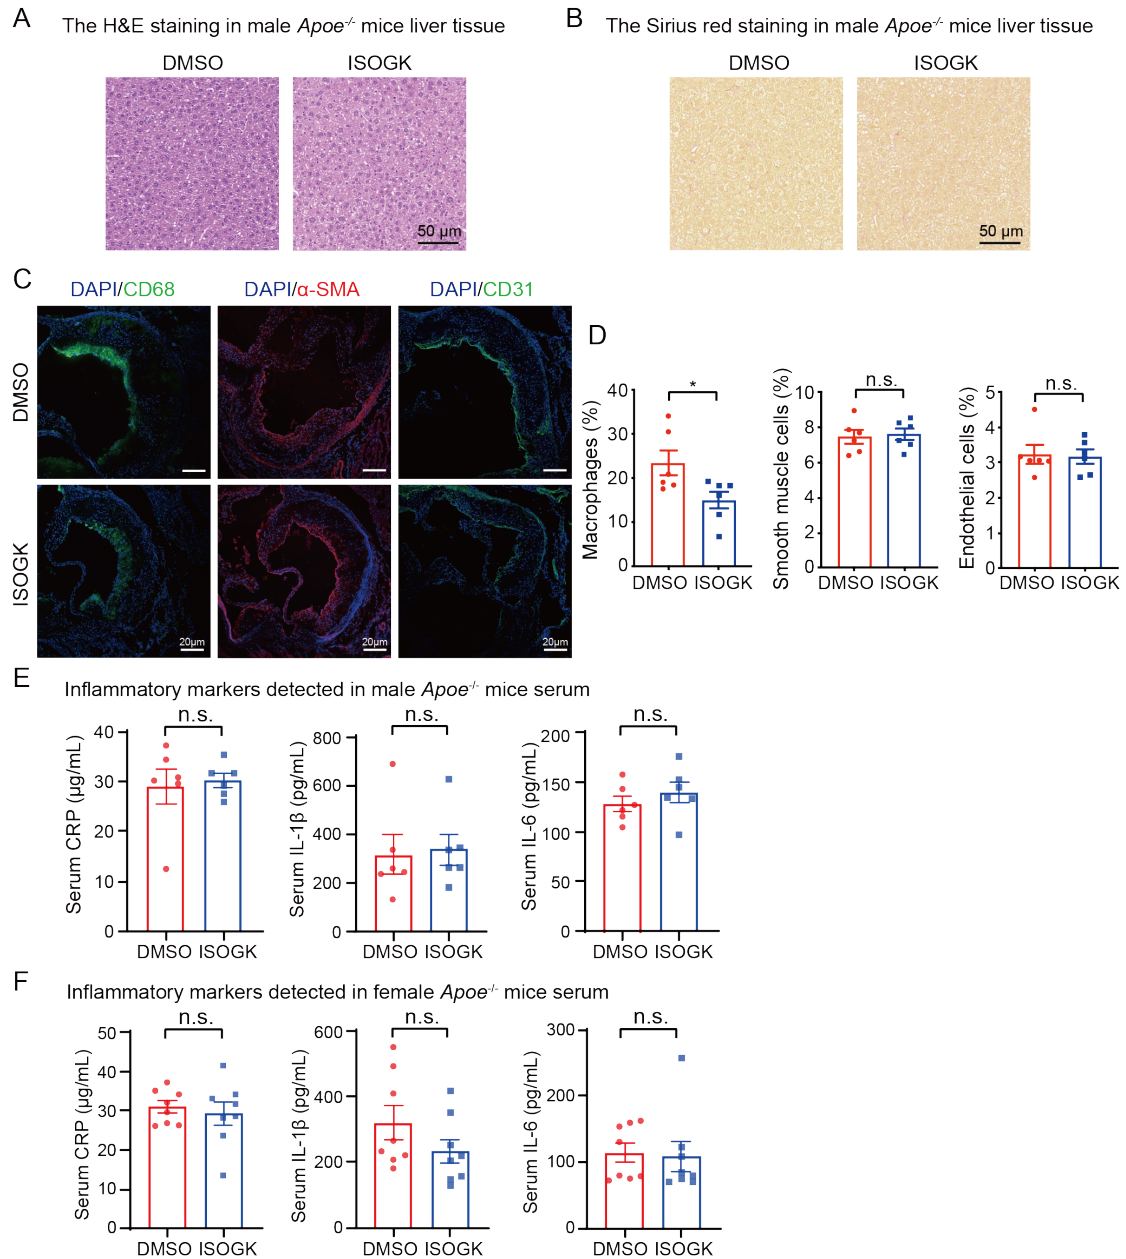 A
The H&E staining in male Apoe-/- mice liver tissue
DMSO
ISOGK
50 µm
B
The Sirius red staining in male Apoe-/- mice liver tissue
DMSO
ISOGK
50 µm
C
DAPI/CD68
DAPI/α-SMA
DAPI/CD31
DMSO
ISOGK
20µm
20µm
20µm
D
Macrophages (%)
40
30
20
10
0
*
DMSO
ISOGK
Smooth muscle cells (%)
10
8
6
4
2
0
n.s.
DMSO
ISOGK
Endothelial cells (%)
5
4
3
2
1
0
n.s.
DMSO
ISOGK
E
Inflammatory markers detected in male Apoe-/- mice serum
Serum CRP (µg/mL)
40
30
20
10
0
n.s.
DMSO ISOGK
Serum IL-1β (pg/mL)
800
600
400
200
0
n.s.
DMSO ISOGK
Serum IL-6 (pg/mL)
200
150
100
50
0
n.s.
DMSO ISOGK
F
Inflammatory markers detected in female Apoe-/- mice serum
Serum CRP (µg/mL)
50
40
30
20
10
0
n.s.
DMSO ISOGK
Serum IL-1β (pg/mL)
600
400
200
0
n.s.
DMSO ISOGK
Serum IL-6 (pg/mL)
300
200
100
0
n.s.
DMSO ISOGK